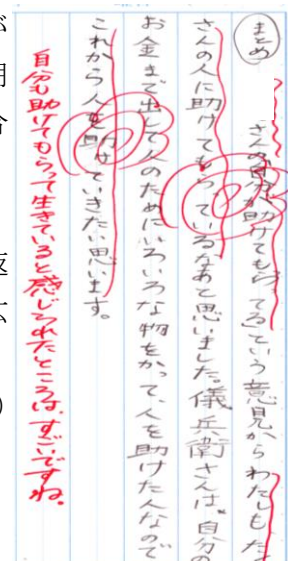 まとめ
さんの「自分が助けてもらってる」という意見からわたしもた
さんの人に助けてもらっているなあと思いました。儀兵衛さんは、自分の
お金まで出して人のためにいろいろな物をかって、人を助けたんなので
これから人を助けていきたい思います。
自分も助けてもらって生きていると感じられたところは、すごいですね。